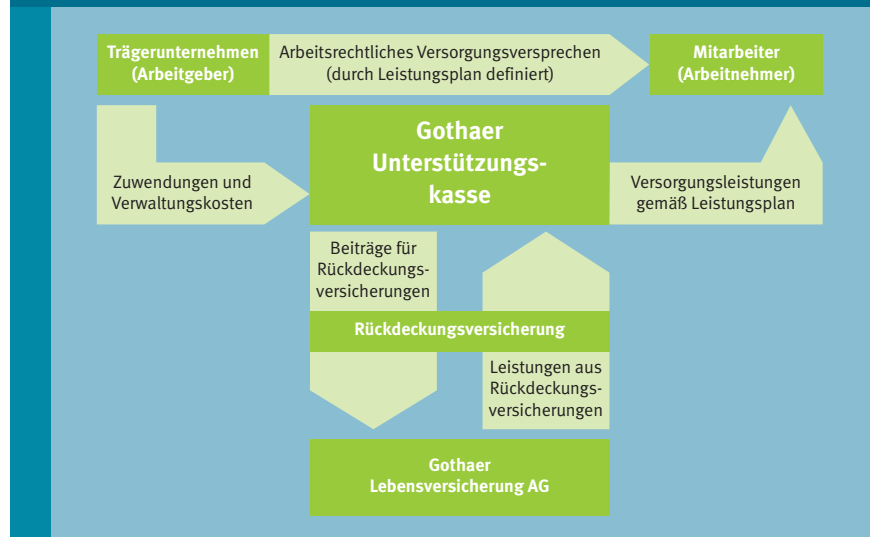 Trägerunternehmen
(Arbeitgeber)
Arbeitsrechtliches Versorgungsversprechen
(durch Leistungsplan definiert)
Mitarbeiter
(Arbeitnehmer)
Zuwendungen und
Verwaltungskosten
Gothaer
Unterstützungs-
kasse
Versorgungsleistungen
gemäß Leistungsplan
Beiträge für
Rückdeckungs-
versicherungen
Rückdeckungsversicherung
Leistungen aus
Rückdeckungs-
versicherungen
Gothaer
Lebensversicherung AG